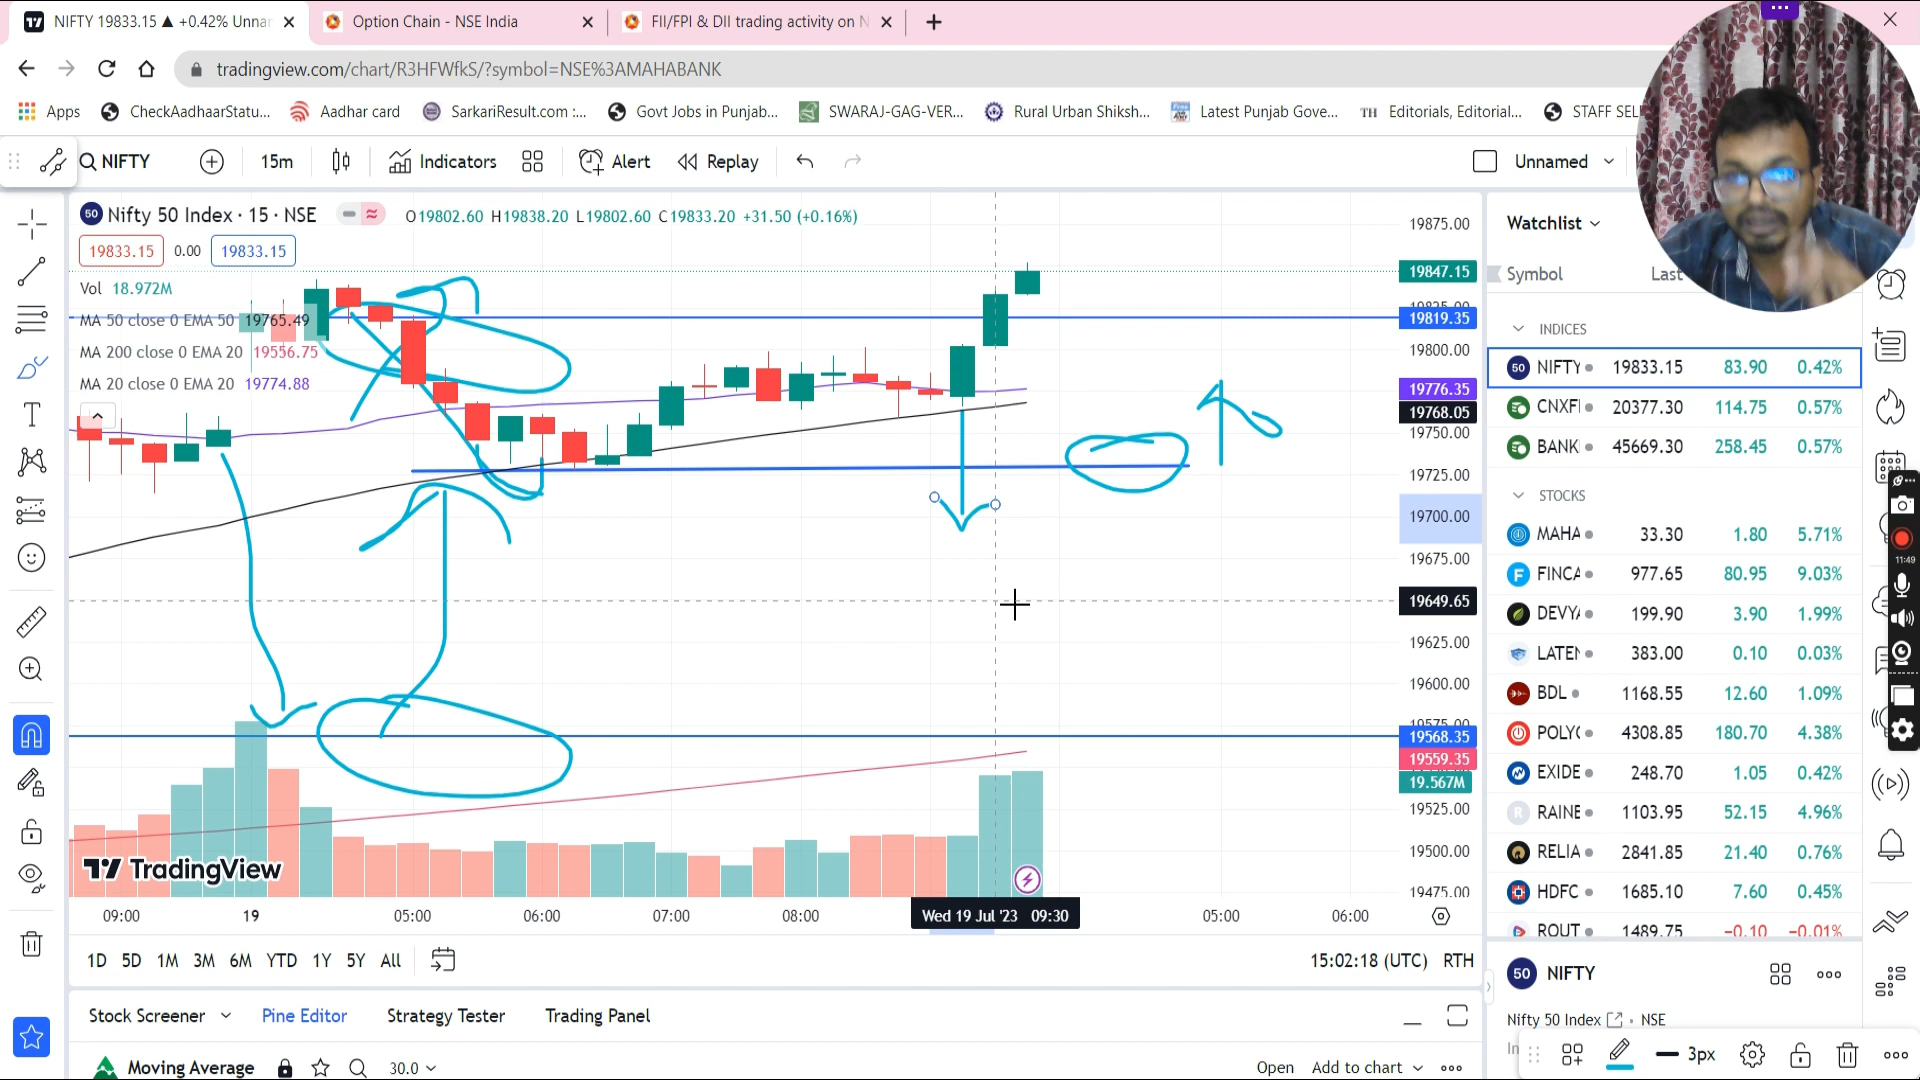 NIFTY 19833.15 ▲ +0.42% Unnar
Option Chain - NSE India
FII/FPI & DII trading activity on N
tradingview.com/chart/R3HFWfkS/?symbol=NSE%3AMAHABANK
Apps
CheckAadhaarStatu...
Aadhar card
SarkariResult.com :...
Govt Jobs in Punjab...
SWARAJ-GAG-VER...
Rural Urban Shiksh...
Latest Punjab Gove...
TH Editorials, Editorial...
STAFF SEL
NIFTY
15m
Indicators
Alert
Replay
Unnamed
50 Nifty 50 Index · 15 · NSE
O19802.60 H19838.20 L19802.60 C19833.20 +31.50 (+0.16%)
19833.15 0.00 19833.15
Vol 18.972M
MA 50 close 0 EMA 50 19765.49
MA 200 close 0 EMA 20 19556.75
MA 20 close 0 EMA 20 19774.88
19875.00
19847.15
19819.35
19800.00
19776.35
19768.05
19750.00
19725.00
19700.00
19675.00
19649.65
19625.00
19600.00
19575.00
19568.35
19559.35
19.567M
19525.00
19500.00
19475.00
TradingView
09:00 19 05:00 06:00 07:00 08:00 Wed 19 Jul '23 09:30 05:00 06:00
1D 5D 1M 3M 6M YTD 1Y 5Y All
15:02:18 (UTC) RTH
Stock Screener
Pine Editor
Strategy Tester
Trading Panel
Moving Average
30.0
Open
Add to chart
Watchlist
Symbol Last
INDICES
50 NIFTY 19833.15 83.90 0.42%
CNXFI 20377.30 114.75 0.57%
BANK 45669.30 258.45 0.57%
STOCKS
MAHA 33.30 1.80 5.71%
FINCA 977.65 80.95 9.03%
DEVYA 199.90 3.90 1.99%
LATEN 383.00 0.10 0.03%
BDL 1168.55 12.60 1.09%
POLYC 4308.85 180.70 4.38%
EXIDE 248.70 1.05 0.42%
R RAINE 1103.95 52.15 4.96%
RELIA 2841.85 21.40 0.76%
HDFC 1685.10 7.60 0.45%
ROUT 1489.75 −0.10 −0.01%
50 NIFTY
Nifty 50 Index · NSE
In
3px
11:49